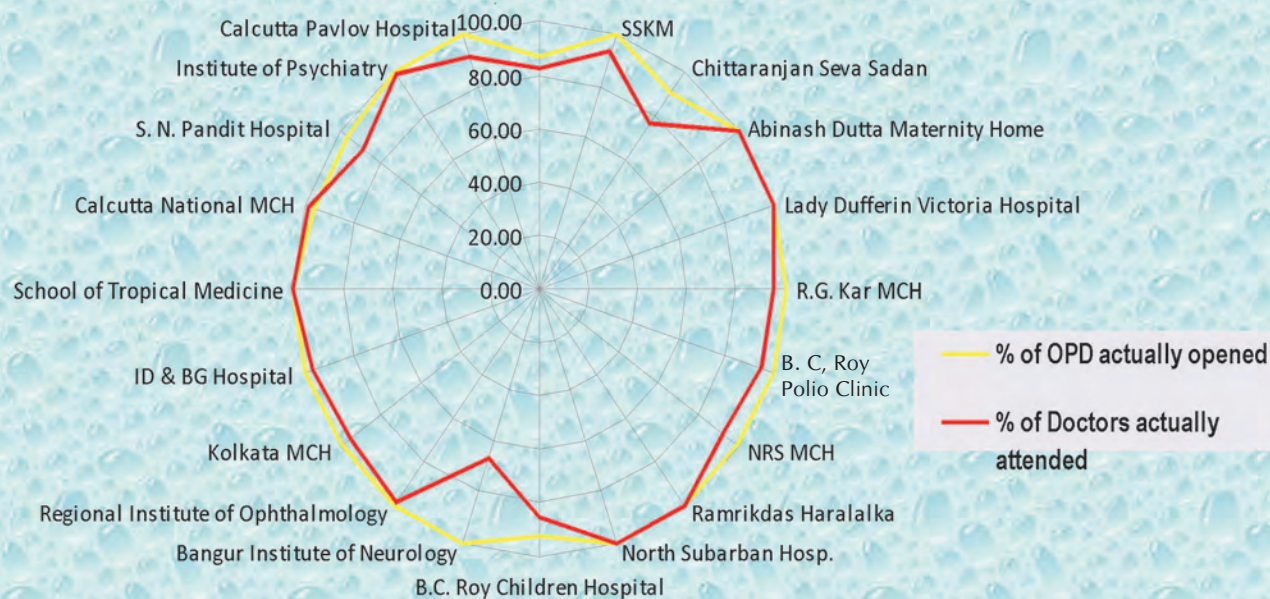 100.00
80.00
60.00
40.00
20.00
0.00
SSKM
Chittaranjan Seva Sadan
Abinash Dutta Maternity Home
Lady Dufferin Victoria Hospital
R.G. Kar MCH
B. C, Roy
Polio Clinic
NRS MCH
Ramrikdas Haralalka
North Subarban Hosp.
B.C. Roy Children Hospital
Bangur Institute of Neurology
Regional Institute of Ophthalmology
Kolkata MCH
ID & BG Hospital
School of Tropical Medicine
Calcutta National MCH
S. N. Pandit Hospital
Institute of Psychiatry
Calcutta Pavlov Hospital
% of OPD actually opened
% of Doctors actually
attended